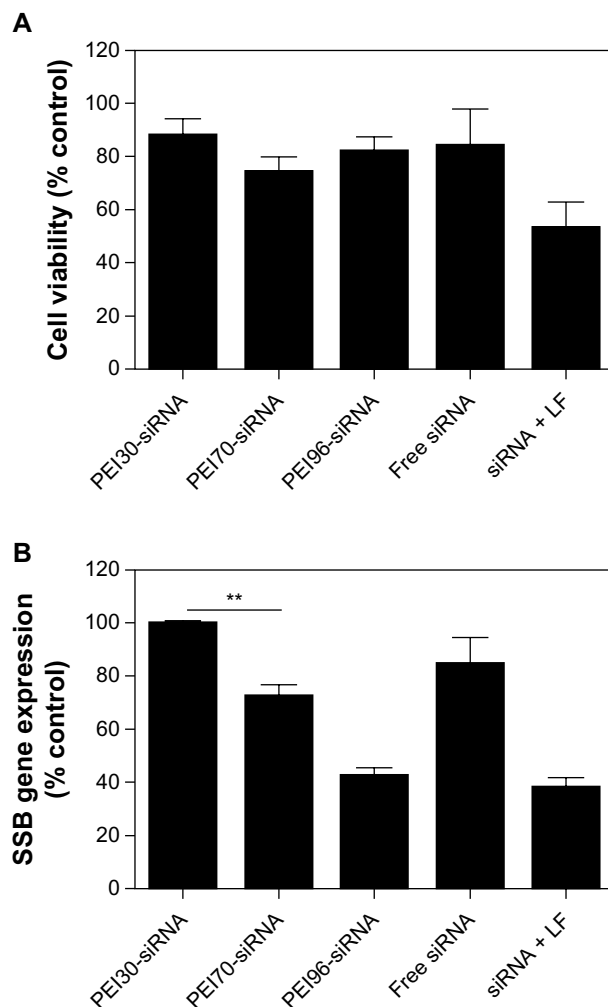 A
Cell viability (% control)
120
100
80
60
40
20
0
PEI30-siRNA
PEI70-siRNA
PEI96-siRNA
Free siRNA
siRNA + LF
B
SSB gene expression
(% control)
120
100
80
60
40
20
0
**
PEI30-siRNA
PEI70-siRNA
PEI96-siRNA
Free siRNA
siRNA + LF